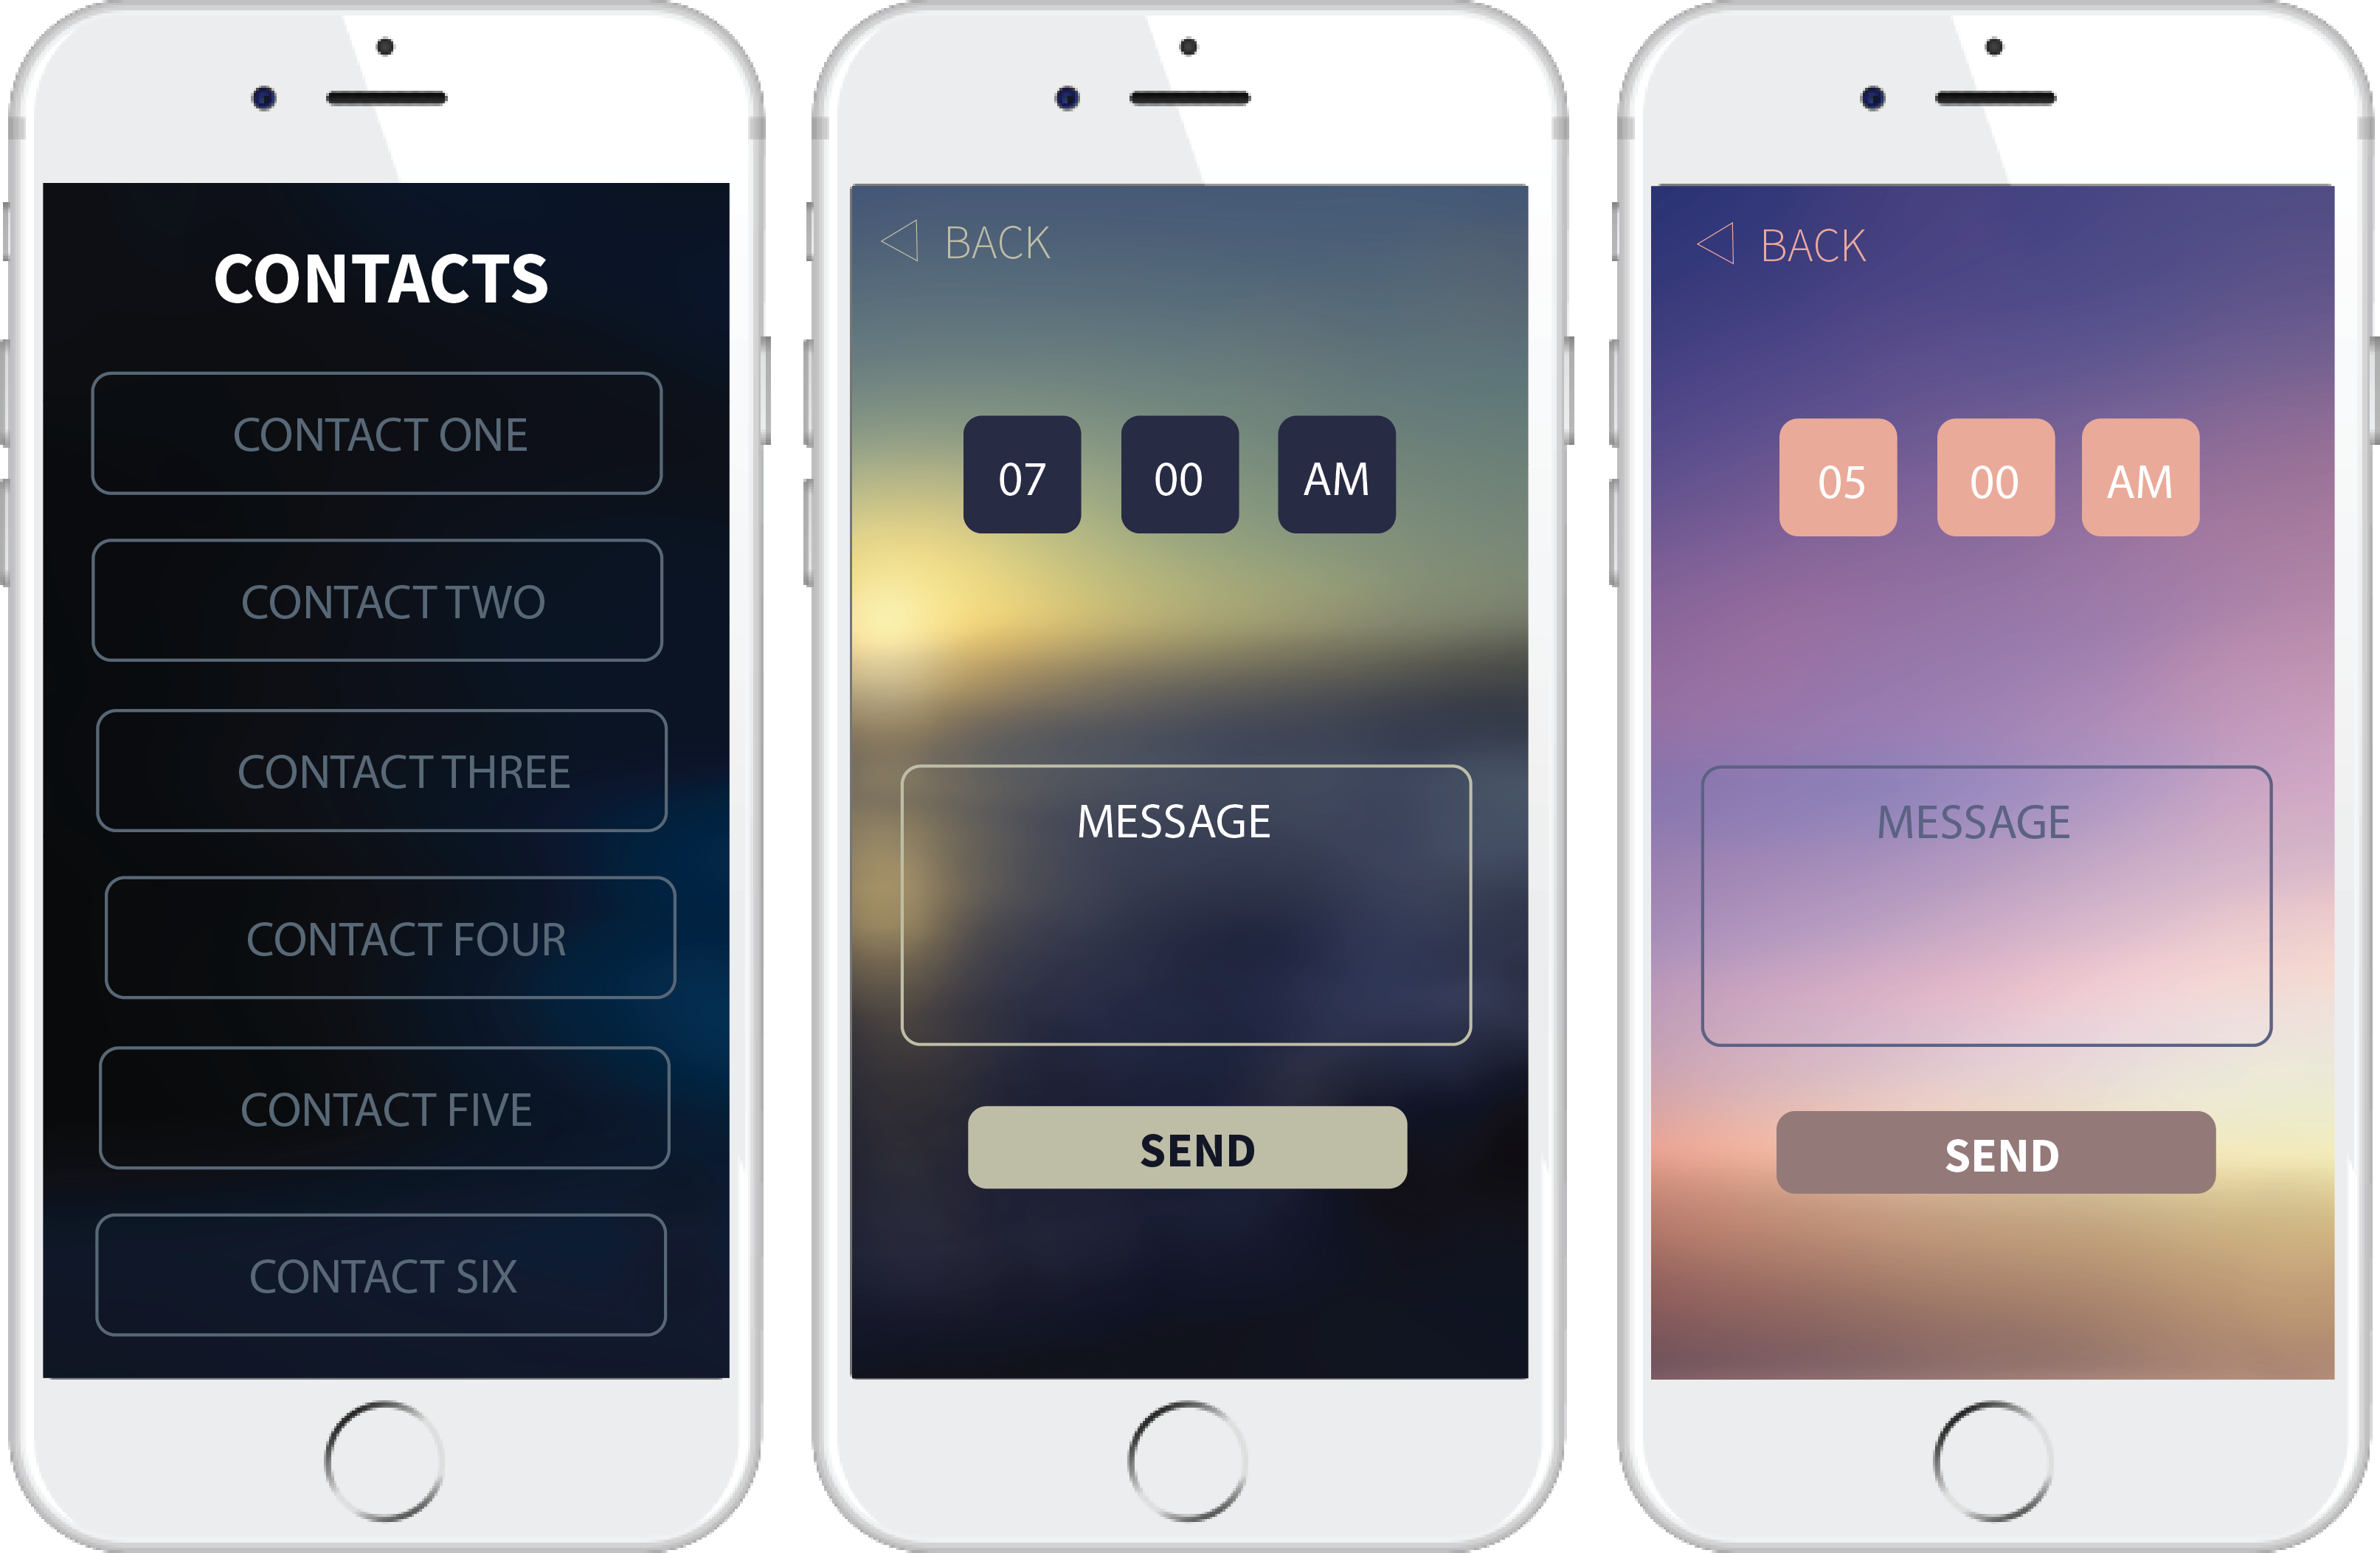 CONTACTS
CONTACT ONE
CONTACT TWO
CONTACT THREE
CONTACT FOUR
CONTACT FIVE
CONTACT SIX
BACK
07 00 AM
MESSAGE
SEND
BACK
05 00 AM
MESSAGE
SEND